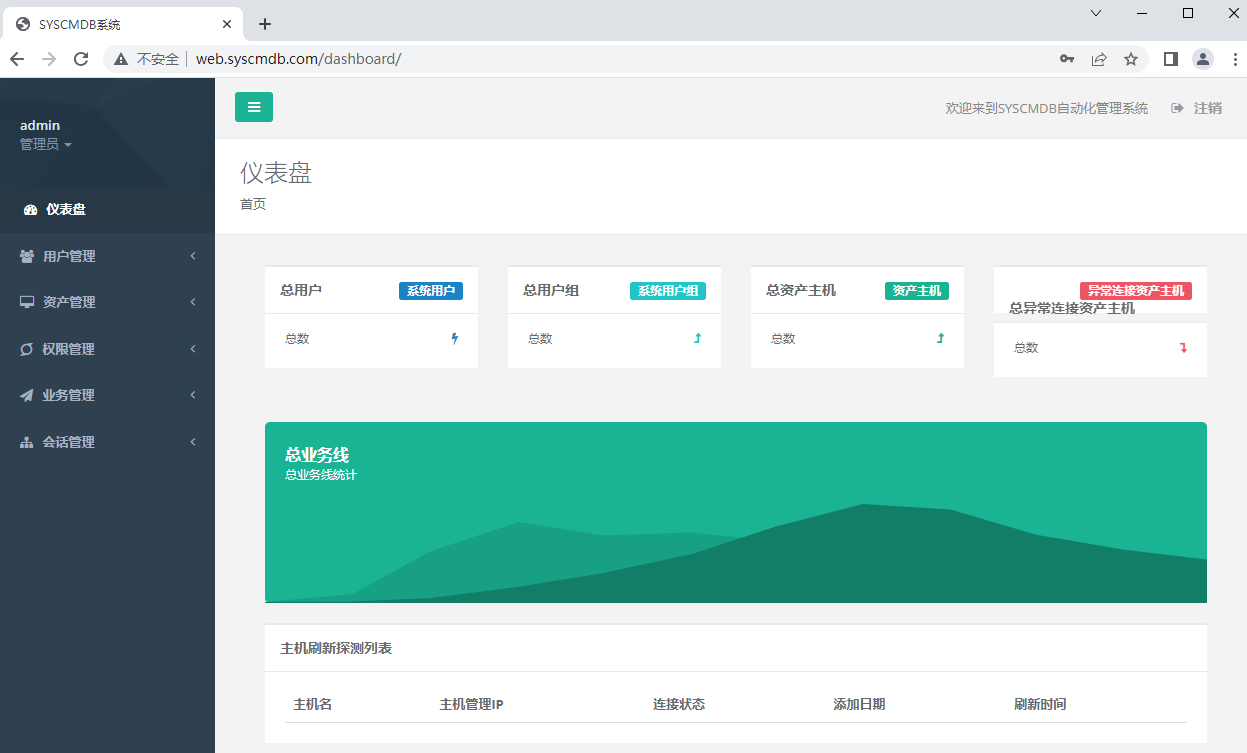 SYSCMDB系统
不安全
web.syscmdb.com/dashboard/
admin
管理员
仪表盘
用户管理
资产管理
权限管理
业务管理
会话管理
欢迎来到SYSCMDB自动化管理系统
注销
仪表盘
首页
总用户
系统用户
总数
总用户组
系统用户组
总数
总资产主机
资产主机
总数
异常连接资产主机
总异常连接资产主机
总数
总业务线
总业务线统计
主机刷新探测列表
主机名 主机管理IP 连接状态 添加日期 刷新时间